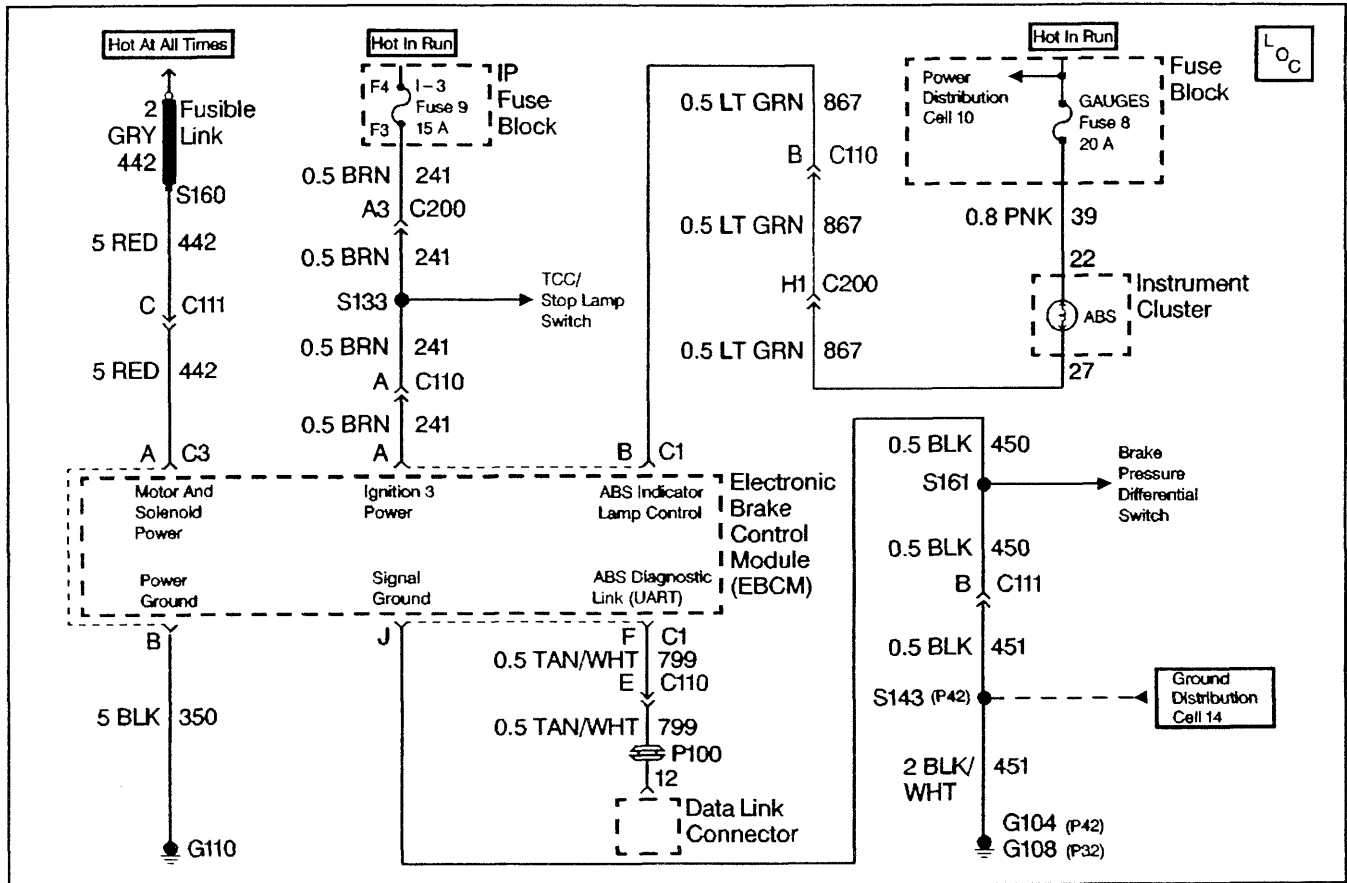 Hot At All Times
2
GRY
442
Fusible
Link
S160
5 RED 442
C C111
5 RED 442
A C3
Hot In Run
IP
Fuse
Block
F4
F3
I-3
Fuse 9
15 A
0.5 BRN 241
A3 C200
0.5 BRN 241
S133
TCC/
Stop Lamp
Switch
0.5 BRN 241
A C110
0.5 BRN 241
A
0.5 LT GRN 867
B C110
0.5 LT GRN 867
H1 C200
0.5 LT GRN 867
B C1
Hot In Run
Power
Distribution
Cell 10
GAUGES
Fuse 8
20 A
Fuse
Block
LOC
0.8 PNK 39
22
ABS
Instrument
Cluster
27
Motor And
Solenoid
Power
Ignition 3
Power
ABS Indicator
Lamp Control
Power
Ground
Signal
Ground
ABS Diagnostic
Link (UART)
Electronic
Brake
Control
Module
(EBCM)
B
5 BLK 350
G110
J
F C1
0.5 TAN/WHT 799
E C110
0.5 TAN/WHT 799
P100
12
Data Link
Connector
0.5 BLK 450
S161
Brake
Pressure
Differential
Switch
0.5 BLK 450
B C111
0.5 BLK 451
S143 (P42)
Ground
Distribution
Cell 14
2 BLK/
WHT
451
G104 (P42)
G108 (P32)